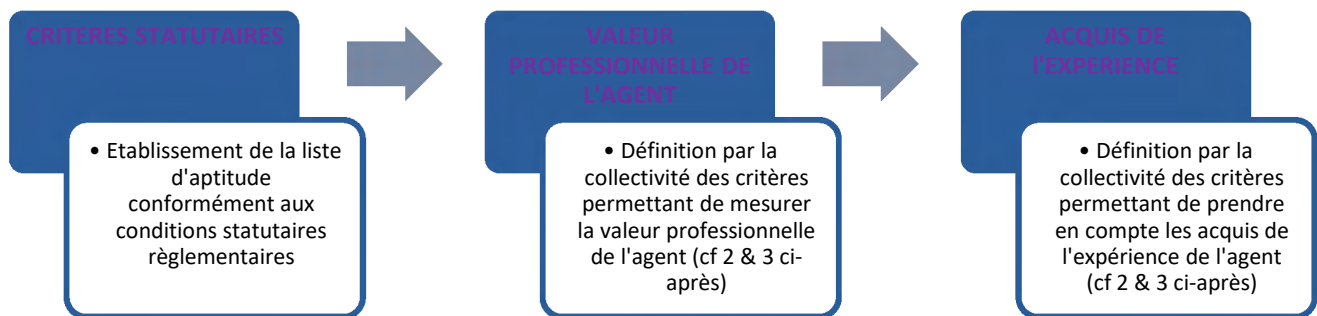 CRITERES STATUTAIRES
• Etablissement de la liste
d'aptitude
conformément aux
conditions statutaires
règlementaires
VALEUR
PROFESSIONNELLE DE
L'AGENT
• Définition par la
collectivité des critères
permettant de mesurer
la valeur professionnelle
de l'agent (cf 2 & 3 ci-
après)
ACQUIS DE
l'EXPERIENCE
• Définition par la
collectivité des critères
permettant de prendre
en compte les acquis de
l'expérience de l'agent
(cf 2 & 3 ci-après)